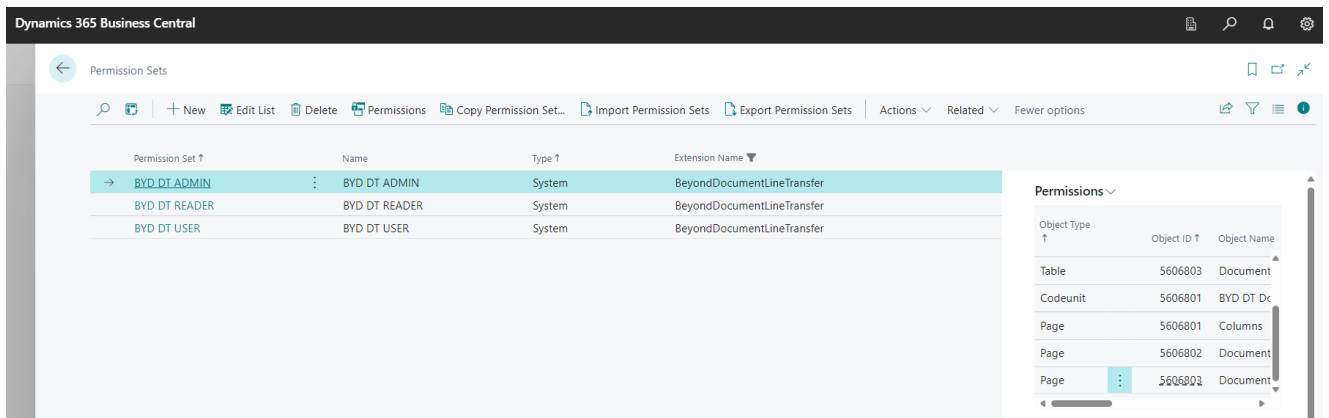 Dynamics 365 Business Central
Permission Sets
New Edit List Delete Permissions Copy Permission Set... Import Permission Sets Export Permission Sets Actions Related Fewer options
Permission Set ↑ Name Type ↑ Extension Name
→ BYD DT ADMIN BYD DT ADMIN System BeyondDocumentLineTransfer
BYD DT READER BYD DT READER System BeyondDocumentLineTransfer
BYD DT USER BYD DT USER System BeyondDocumentLineTransfer
Permissions
Object Type ↑ Object ID ↑ Object Name
Table 5606803 Document
Codeunit 5606801 BYD DT Do
Page 5606801 Columns
Page 5606802 Document
Page 5606803 Document